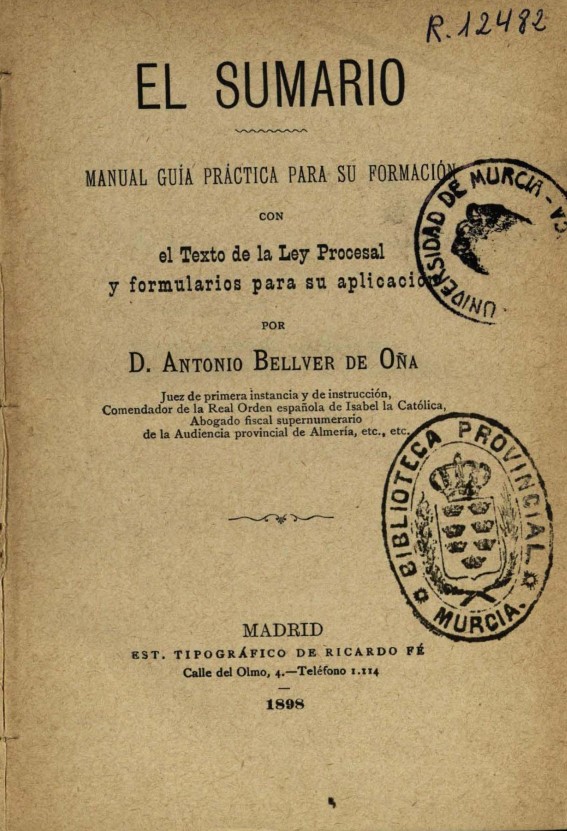 R. 12482
EL SUMARIO
MANUAL GUÍA PRÁCTICA PARA SU FORMACIÓN
CON
el Texto de la Ley Procesal
y formularios para su aplicación
POR
D. ANTONIO BELLVER DE OÑA
Juez de primera instancia y de instrucción,
Comendador de la Real Orden española de Isabel la Católica,
Abogado fiscal supernumerario
de la Audiencia provincial de Almería, etc., etc.
UNIVERSIDAD DE MURCIA -
BIBLIOTECA PROVINCIAL
MURCIA.
MADRID
EST. TIPOGRÁFICO DE RICARDO FÉ
Calle del Olmo, 4.—Teléfono 1.114
1898